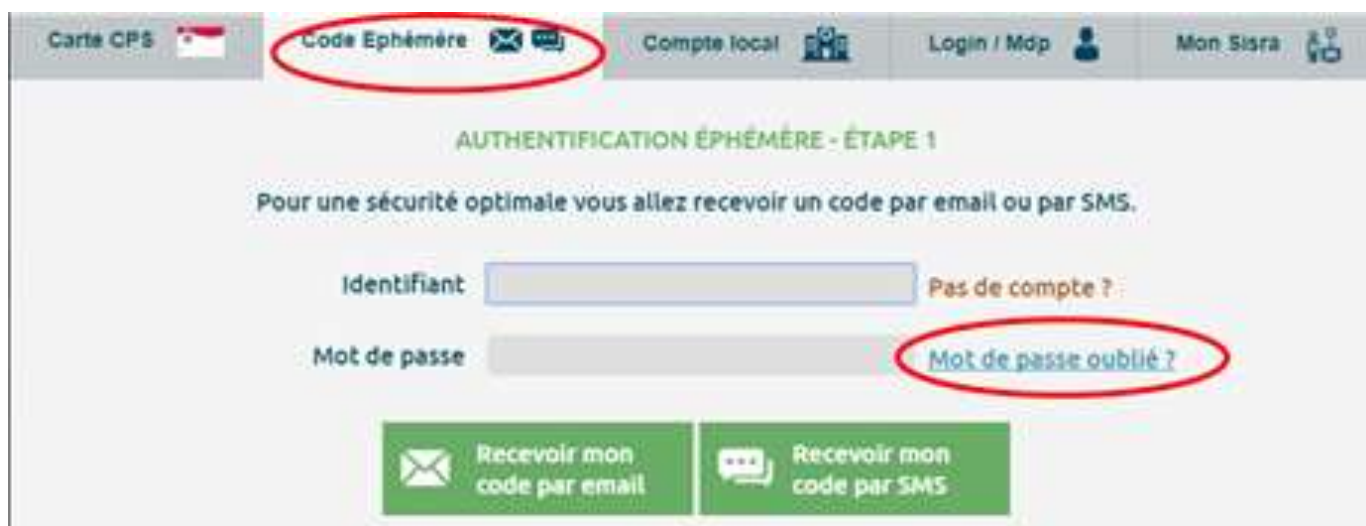 Carte CPS Code Ephémère Compte local Login / Mdp Mon Sisra
AUTHENTIFICATION ÉPHÉMÈRE - ÉTAPE 1
Pour une sécurité optimale vous allez recevoir un code par email ou par SMS.
Identifiant Pas de compte ?
Mot de passe Mot de passe oublié ?
Recevoir mon
code par email
Recevoir mon
code par SMS